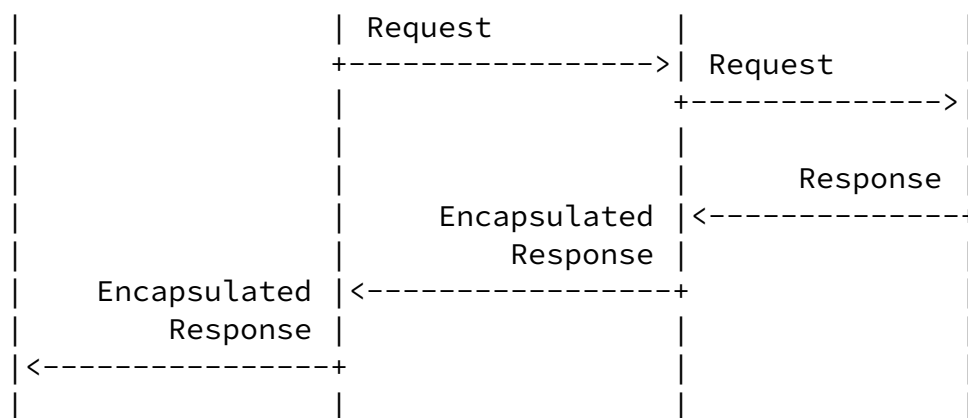 Request
Request
Response
Encapsulated
Response
Encapsulated
Response